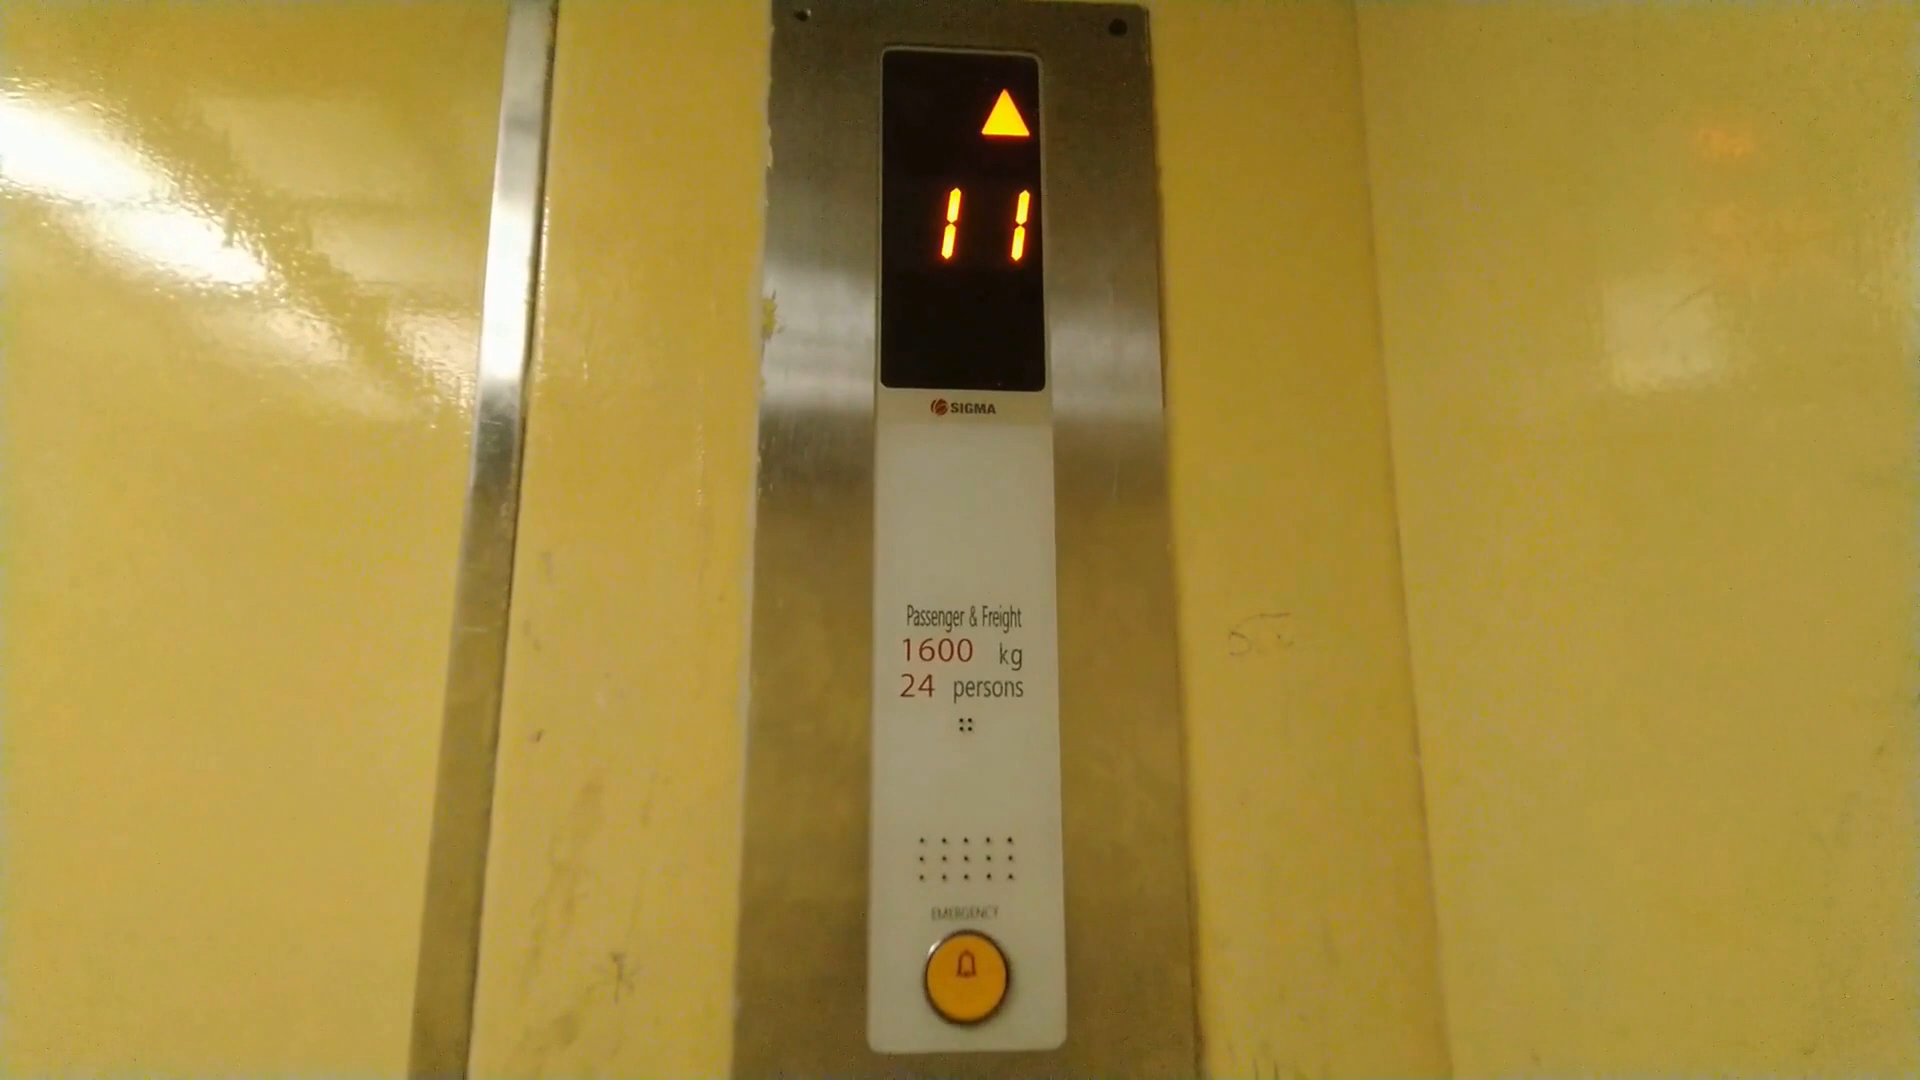 11
SIGMA
Passenger & Freight
1600 kg
24 persons
EMERGENCY